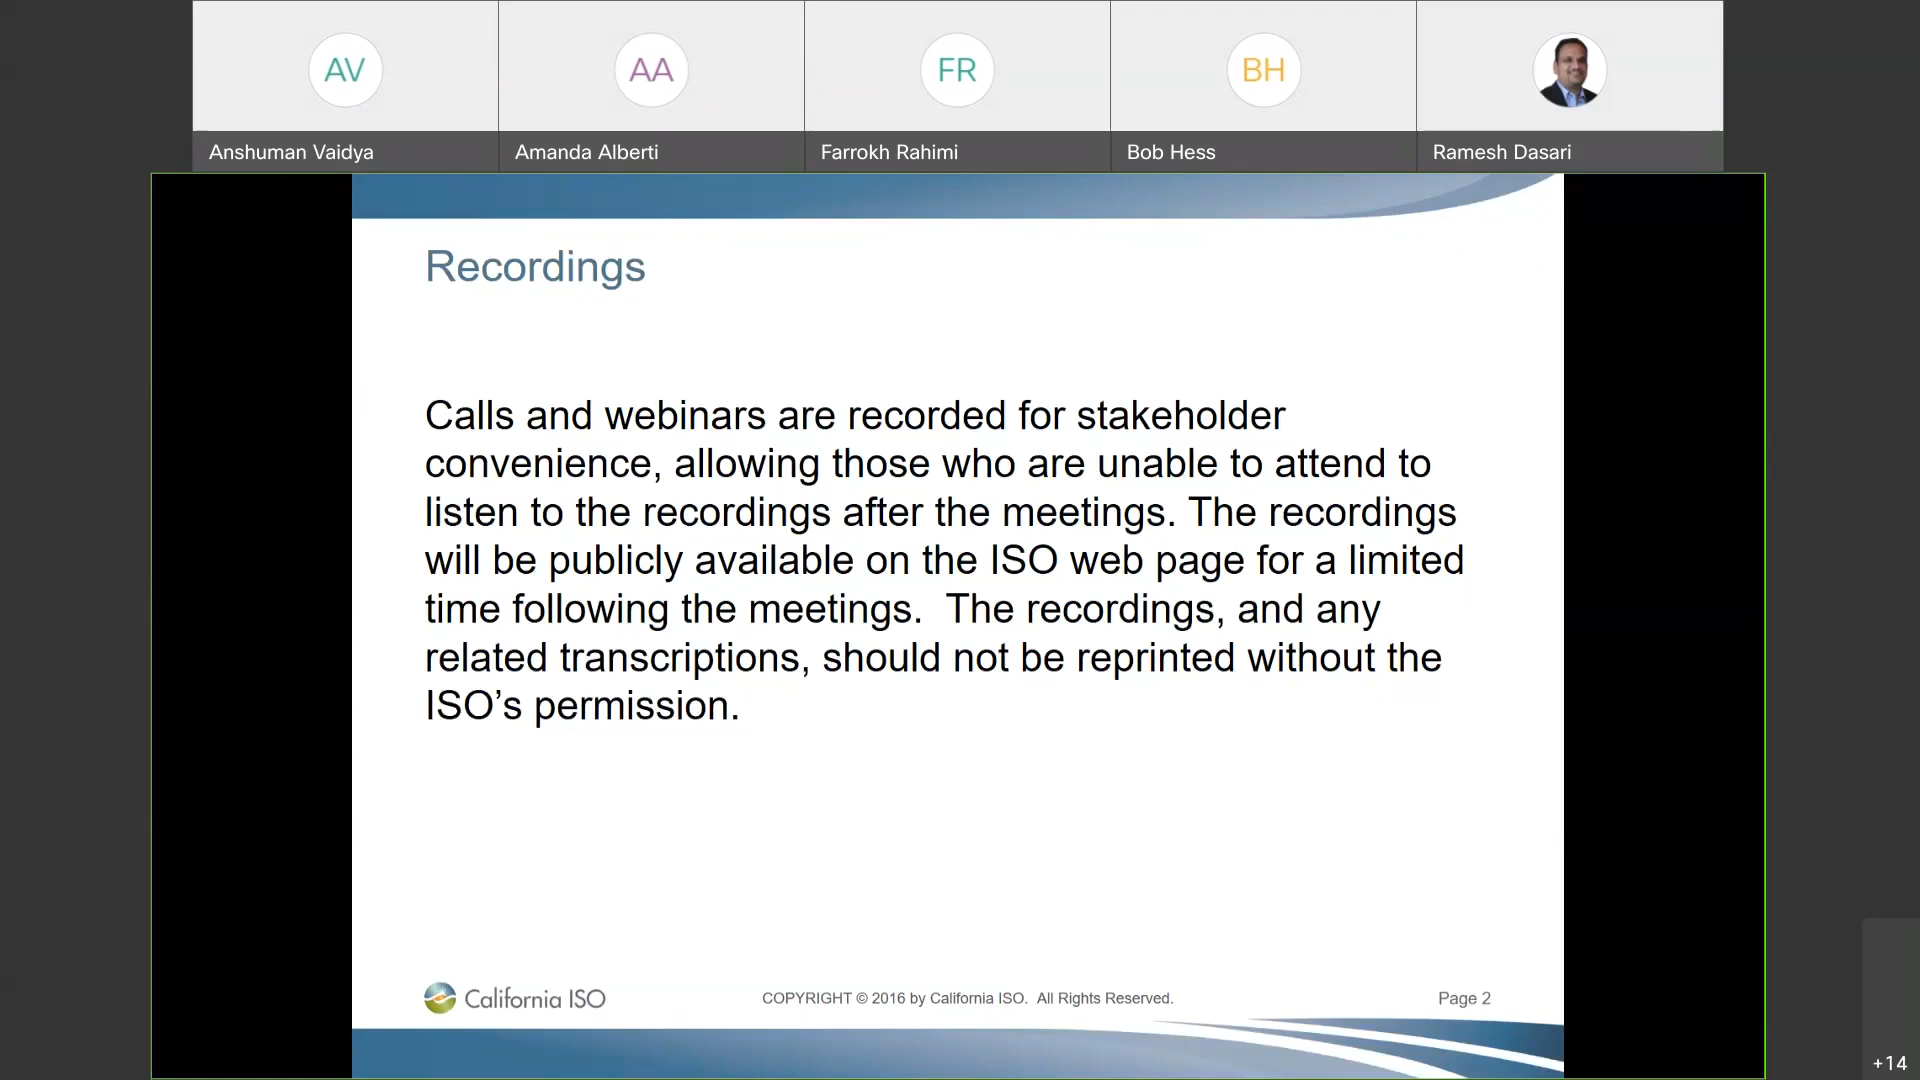 AV
AA
FR
BH
Anshuman Vaidya
Amanda Alberti
Farrokh Rahimi
Bob Hess
Ramesh Dasari
Recordings
Calls and webinars are recorded for stakeholder
convenience, allowing those who are unable to attend to
listen to the recordings after the meetings. The recordings
will be publicly available on the ISO web page for a limited
time following the meetings.  The recordings, and any
related transcriptions, should not be reprinted without the
ISO’s permission.
California ISO
COPYRIGHT © 2016 by California ISO.  All Rights Reserved.
Page 2
+14